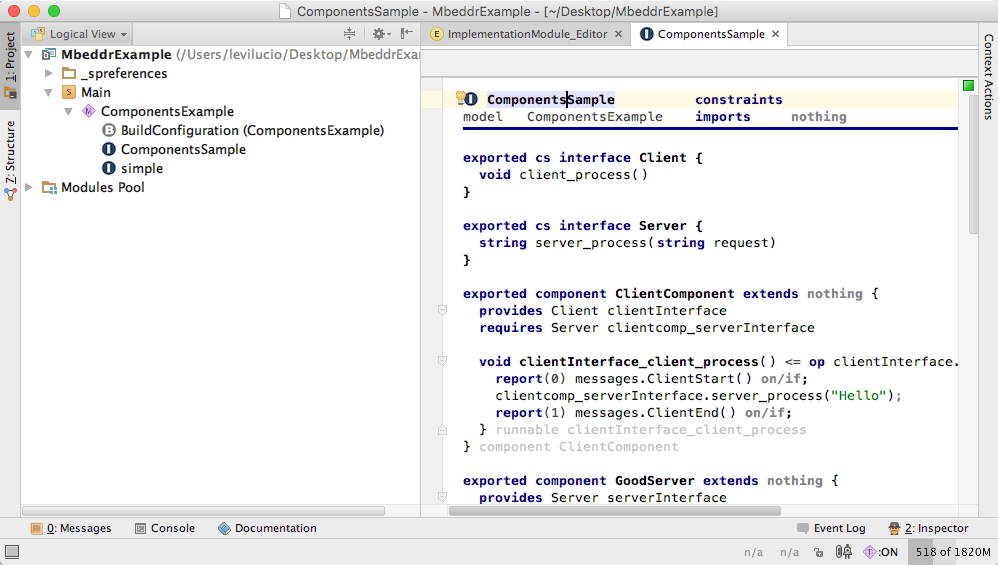 ComponentsSample - MbeddrExample - [~/Desktop/MbeddrExample]
1: Project
Z: Structure
Logical View
MbeddrExample (/Users/levilucio/Desktop/MbeddrExa
_spreferences
S Main
M ComponentsExample
B BuildConfiguration (ComponentsExample)
I ComponentsSample
I simple
Modules Pool
E ImplementationModule_Editor ×
I ComponentsSample ×
I ComponentsSample constraints
model ComponentsExample imports nothing
exported cs interface Client {
void client_process()
}
exported cs interface Server {
string server_process(string request)
}
exported component ClientComponent extends nothing {
provides Client clientInterface
requires Server clientcomp_serverInterface
void clientInterface_client_process() <= op clientInterface.
report(0) messages.ClientStart() on/if;
clientcomp_serverInterface.server_process("Hello");
report(1) messages.ClientEnd() on/if;
} runnable clientInterface_client_process
} component ClientComponent
exported component GoodServer extends nothing {
provides Server serverInterface
Context Actions
0: Messages
Console
Documentation
Event Log
2: Inspector
n/a n/a T :ON 518 of 1820M